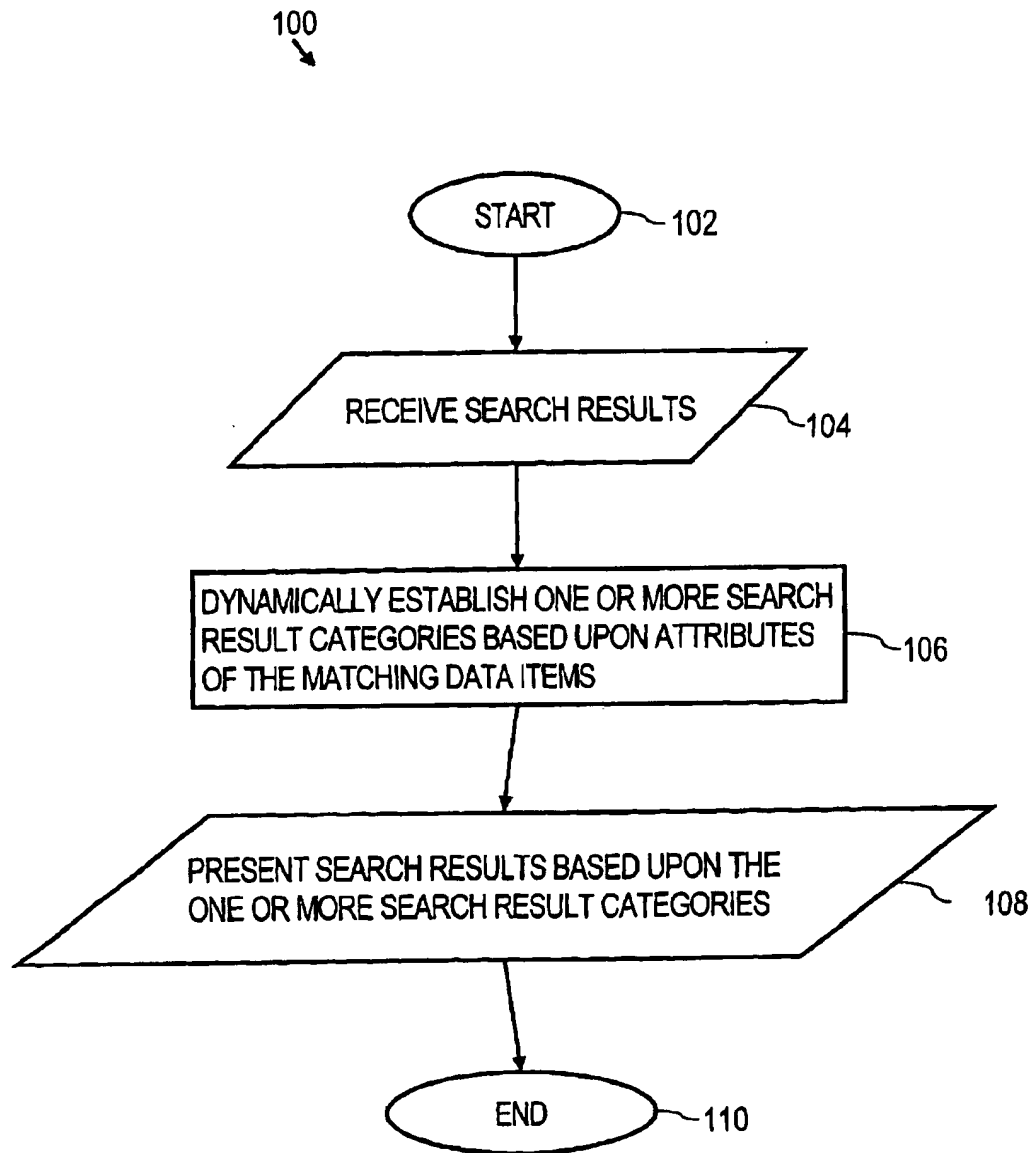 100
START
102
RECEIVE SEARCH RESULTS
104
DYNAMICALLY ESTABLISH ONE OR MORE SEARCH
RESULT CATEGORIES BASED UPON ATTRIBUTES
OF THE MATCHING DATA ITEMS
106
PRESENT SEARCH RESULTS BASED UPON THE
ONE OR MORE SEARCH RESULT CATEGORIES
108
END
110